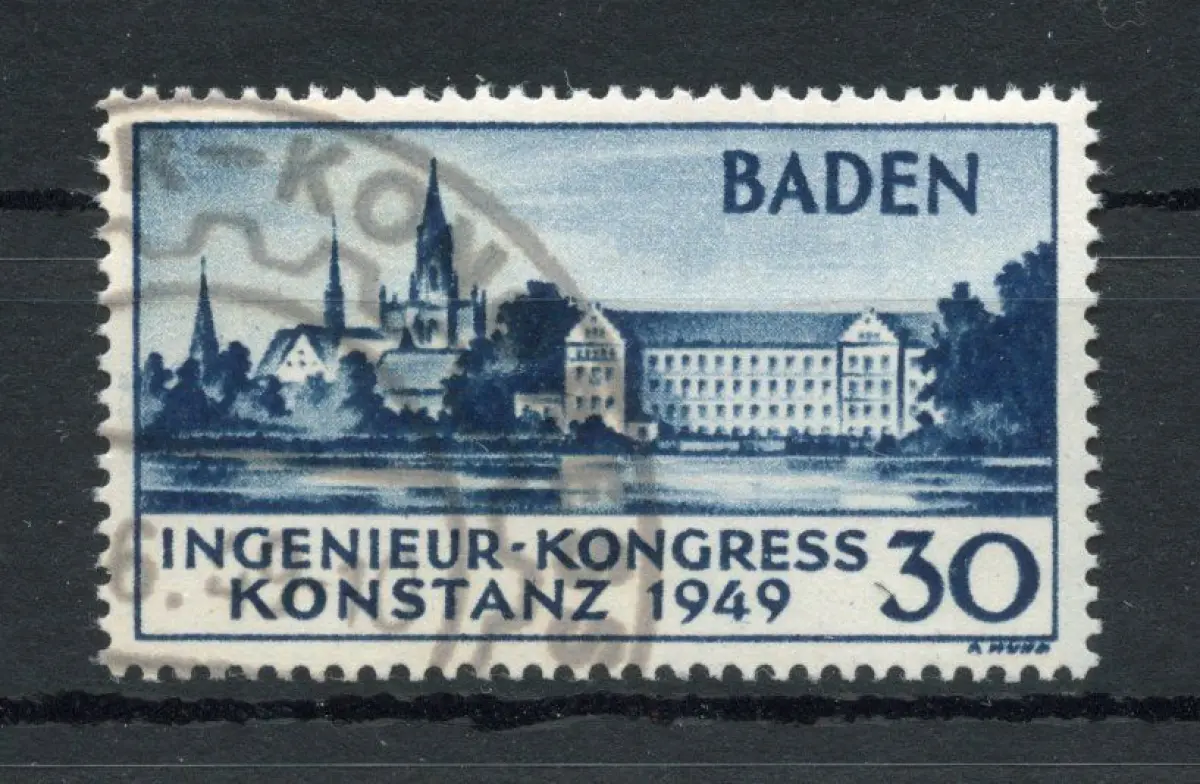 BADEN
INGENIEUR-KONGRESS
KONSTANZ 1949
30